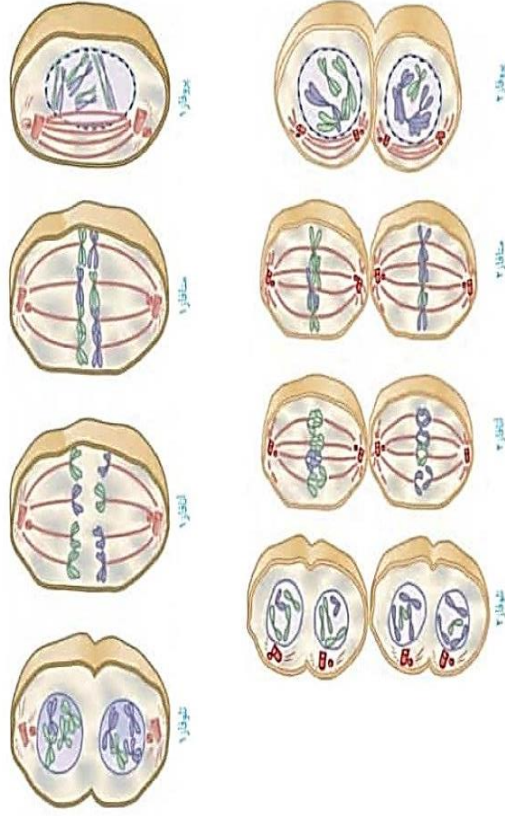 پروفاز ۱
متافاز ۱
آنافاز ۱
تلوفاز ۱
پروفاز ۲
متافاز ۲
آنافاز ۲
تلوفاز ۲